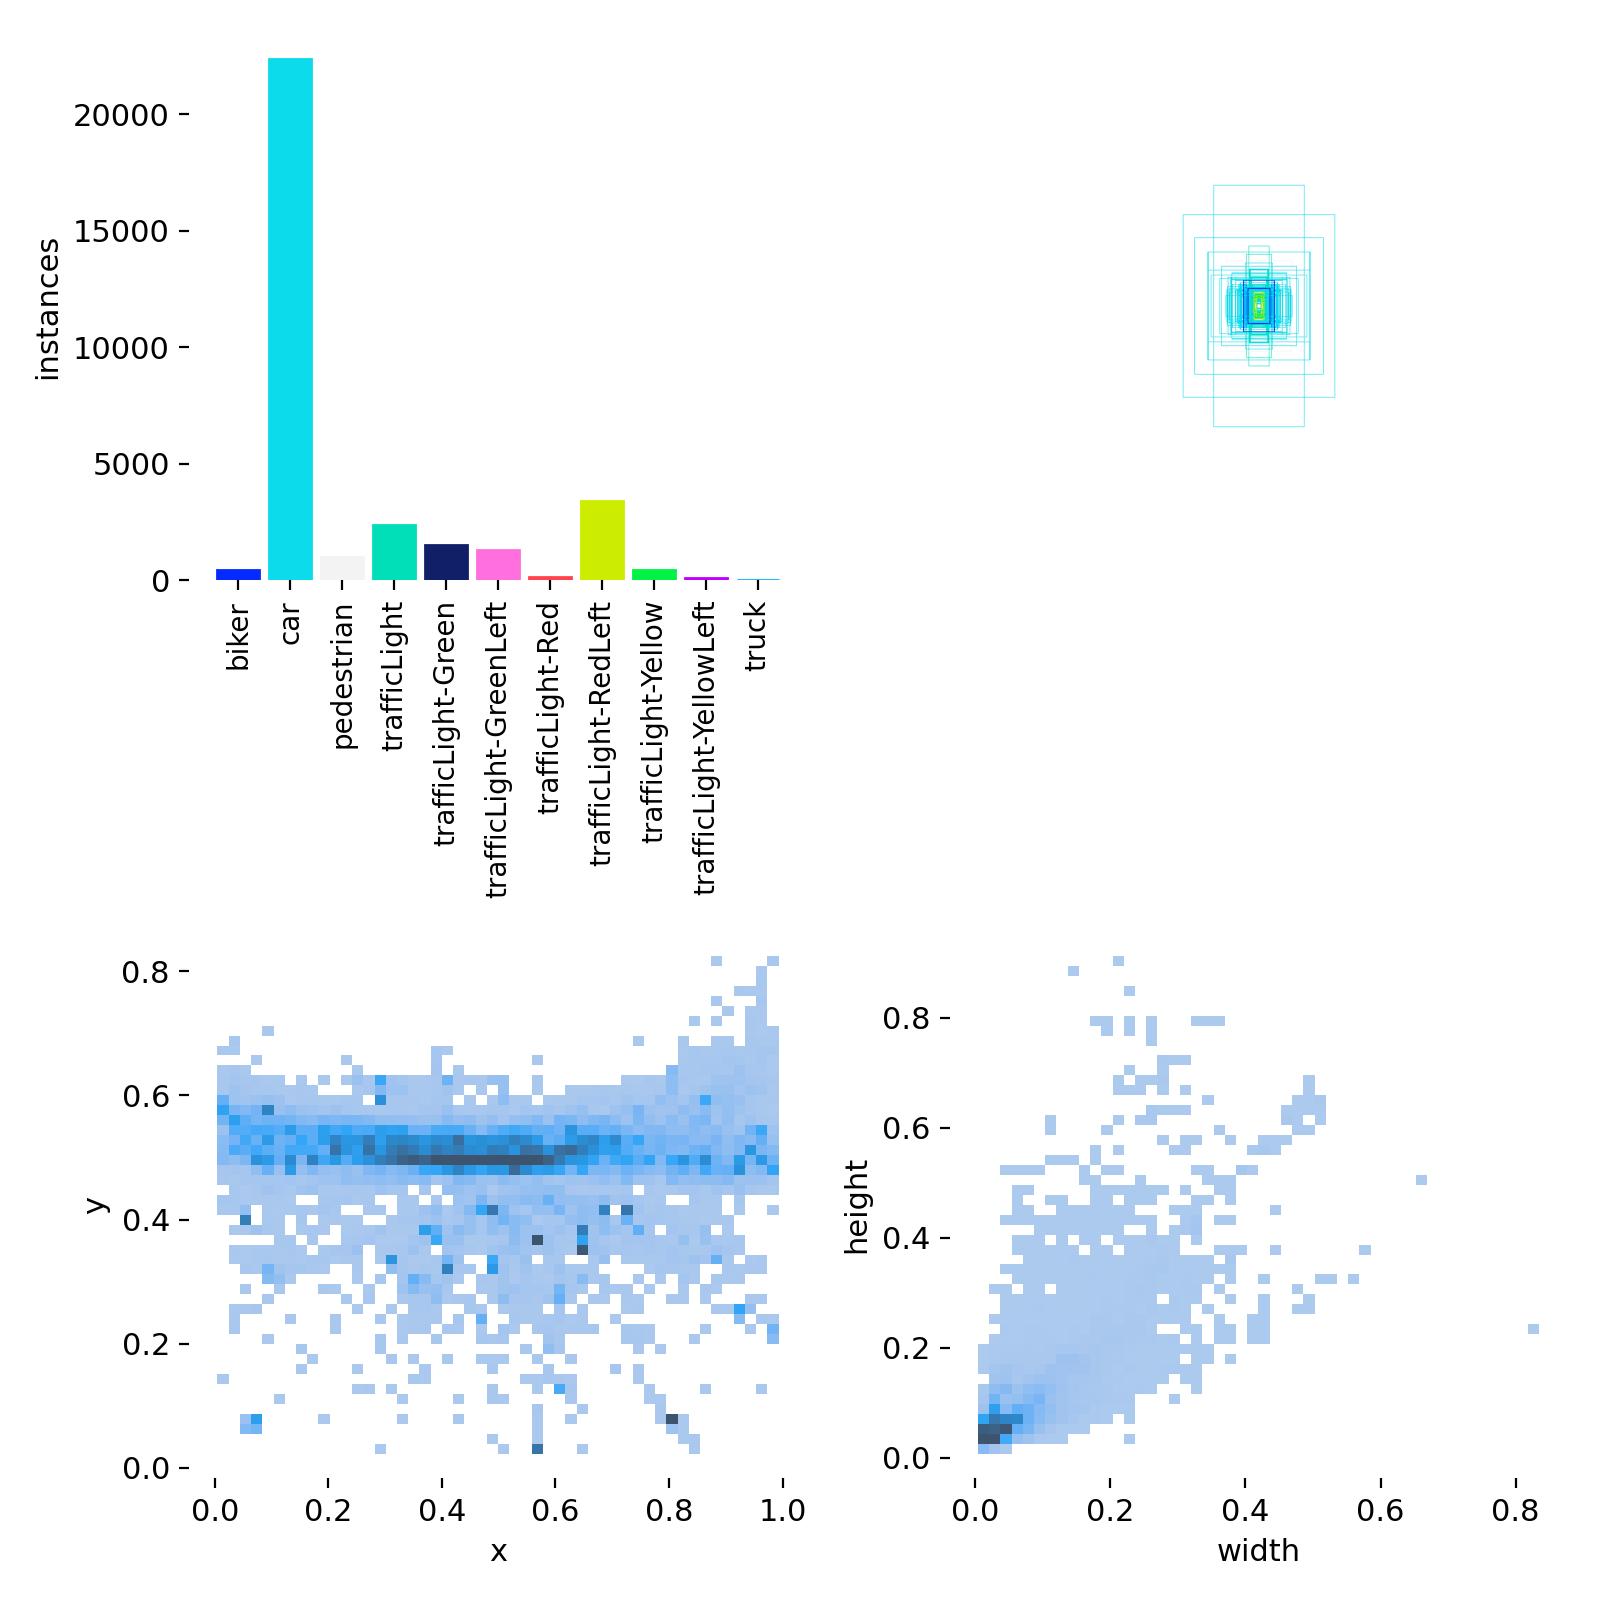 20000
15000
10000
5000
0
instances
biker
car
pedestrian
trafficLight
trafficLight-Green
trafficLight-GreenLeft
trafficLight-Red
trafficLight-RedLeft
trafficLight-Yellow
trafficLight-YellowLeft
truck
0.8
0.6
0.4
0.2
0.0
y
0.0 0.2 0.4 0.6 0.8 1.0
x
0.8
0.6
0.4
0.2
0.0
height
0.0 0.2 0.4 0.6 0.8
width